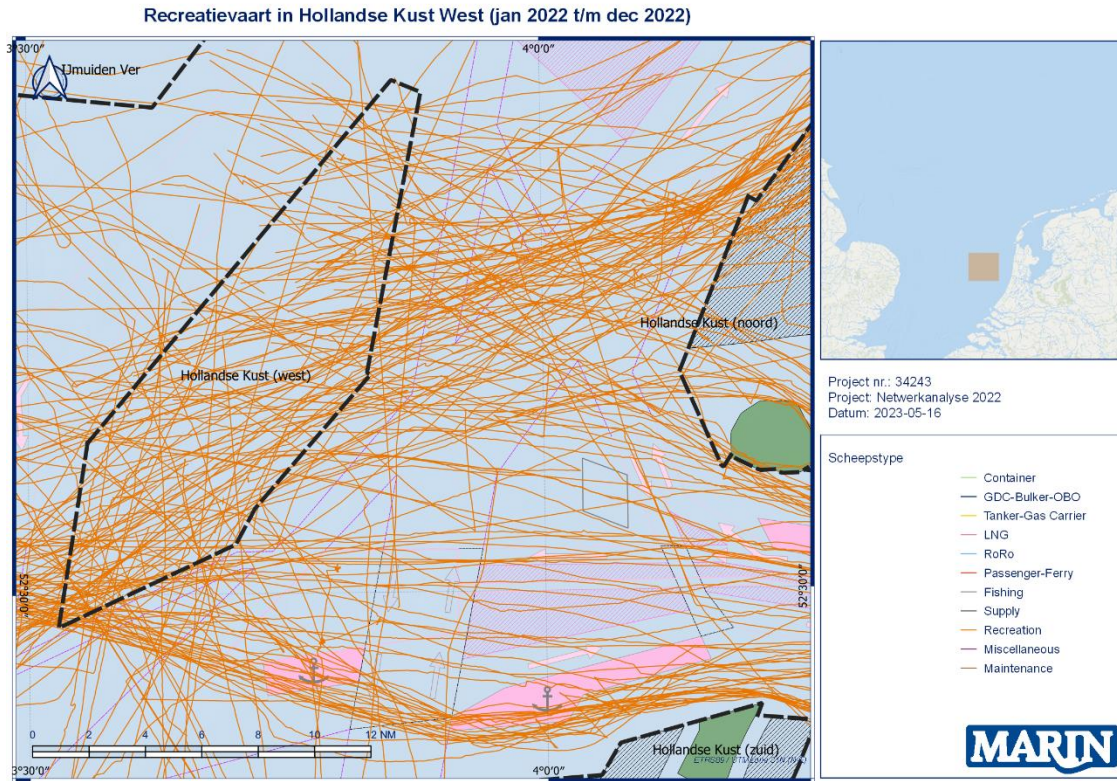 Recreatievaart in Hollandse Kust West (jan 2022 t/m dec 2022)
4°0'0"
IJmuiden Ver
Hollandse Kust (noord)
Hollandse Kust (west)
52°30'0"
52°30'0"
0 2 4 6 8 10 12 NM
Hollandse Kust (zuid)
3°30'0"
4°0'0"
Project nr.: 34243
Project: Netwerkanalyse 2022
Datum: 2023-05-16
Scheepstype
Container
GDC-Bulker-OBO
Tanker-Gas Carrier
LNG
RoRo
Passenger-Ferry
Fishing
Supply
Recreation
Miscellaneous
Maintenance
MARIN